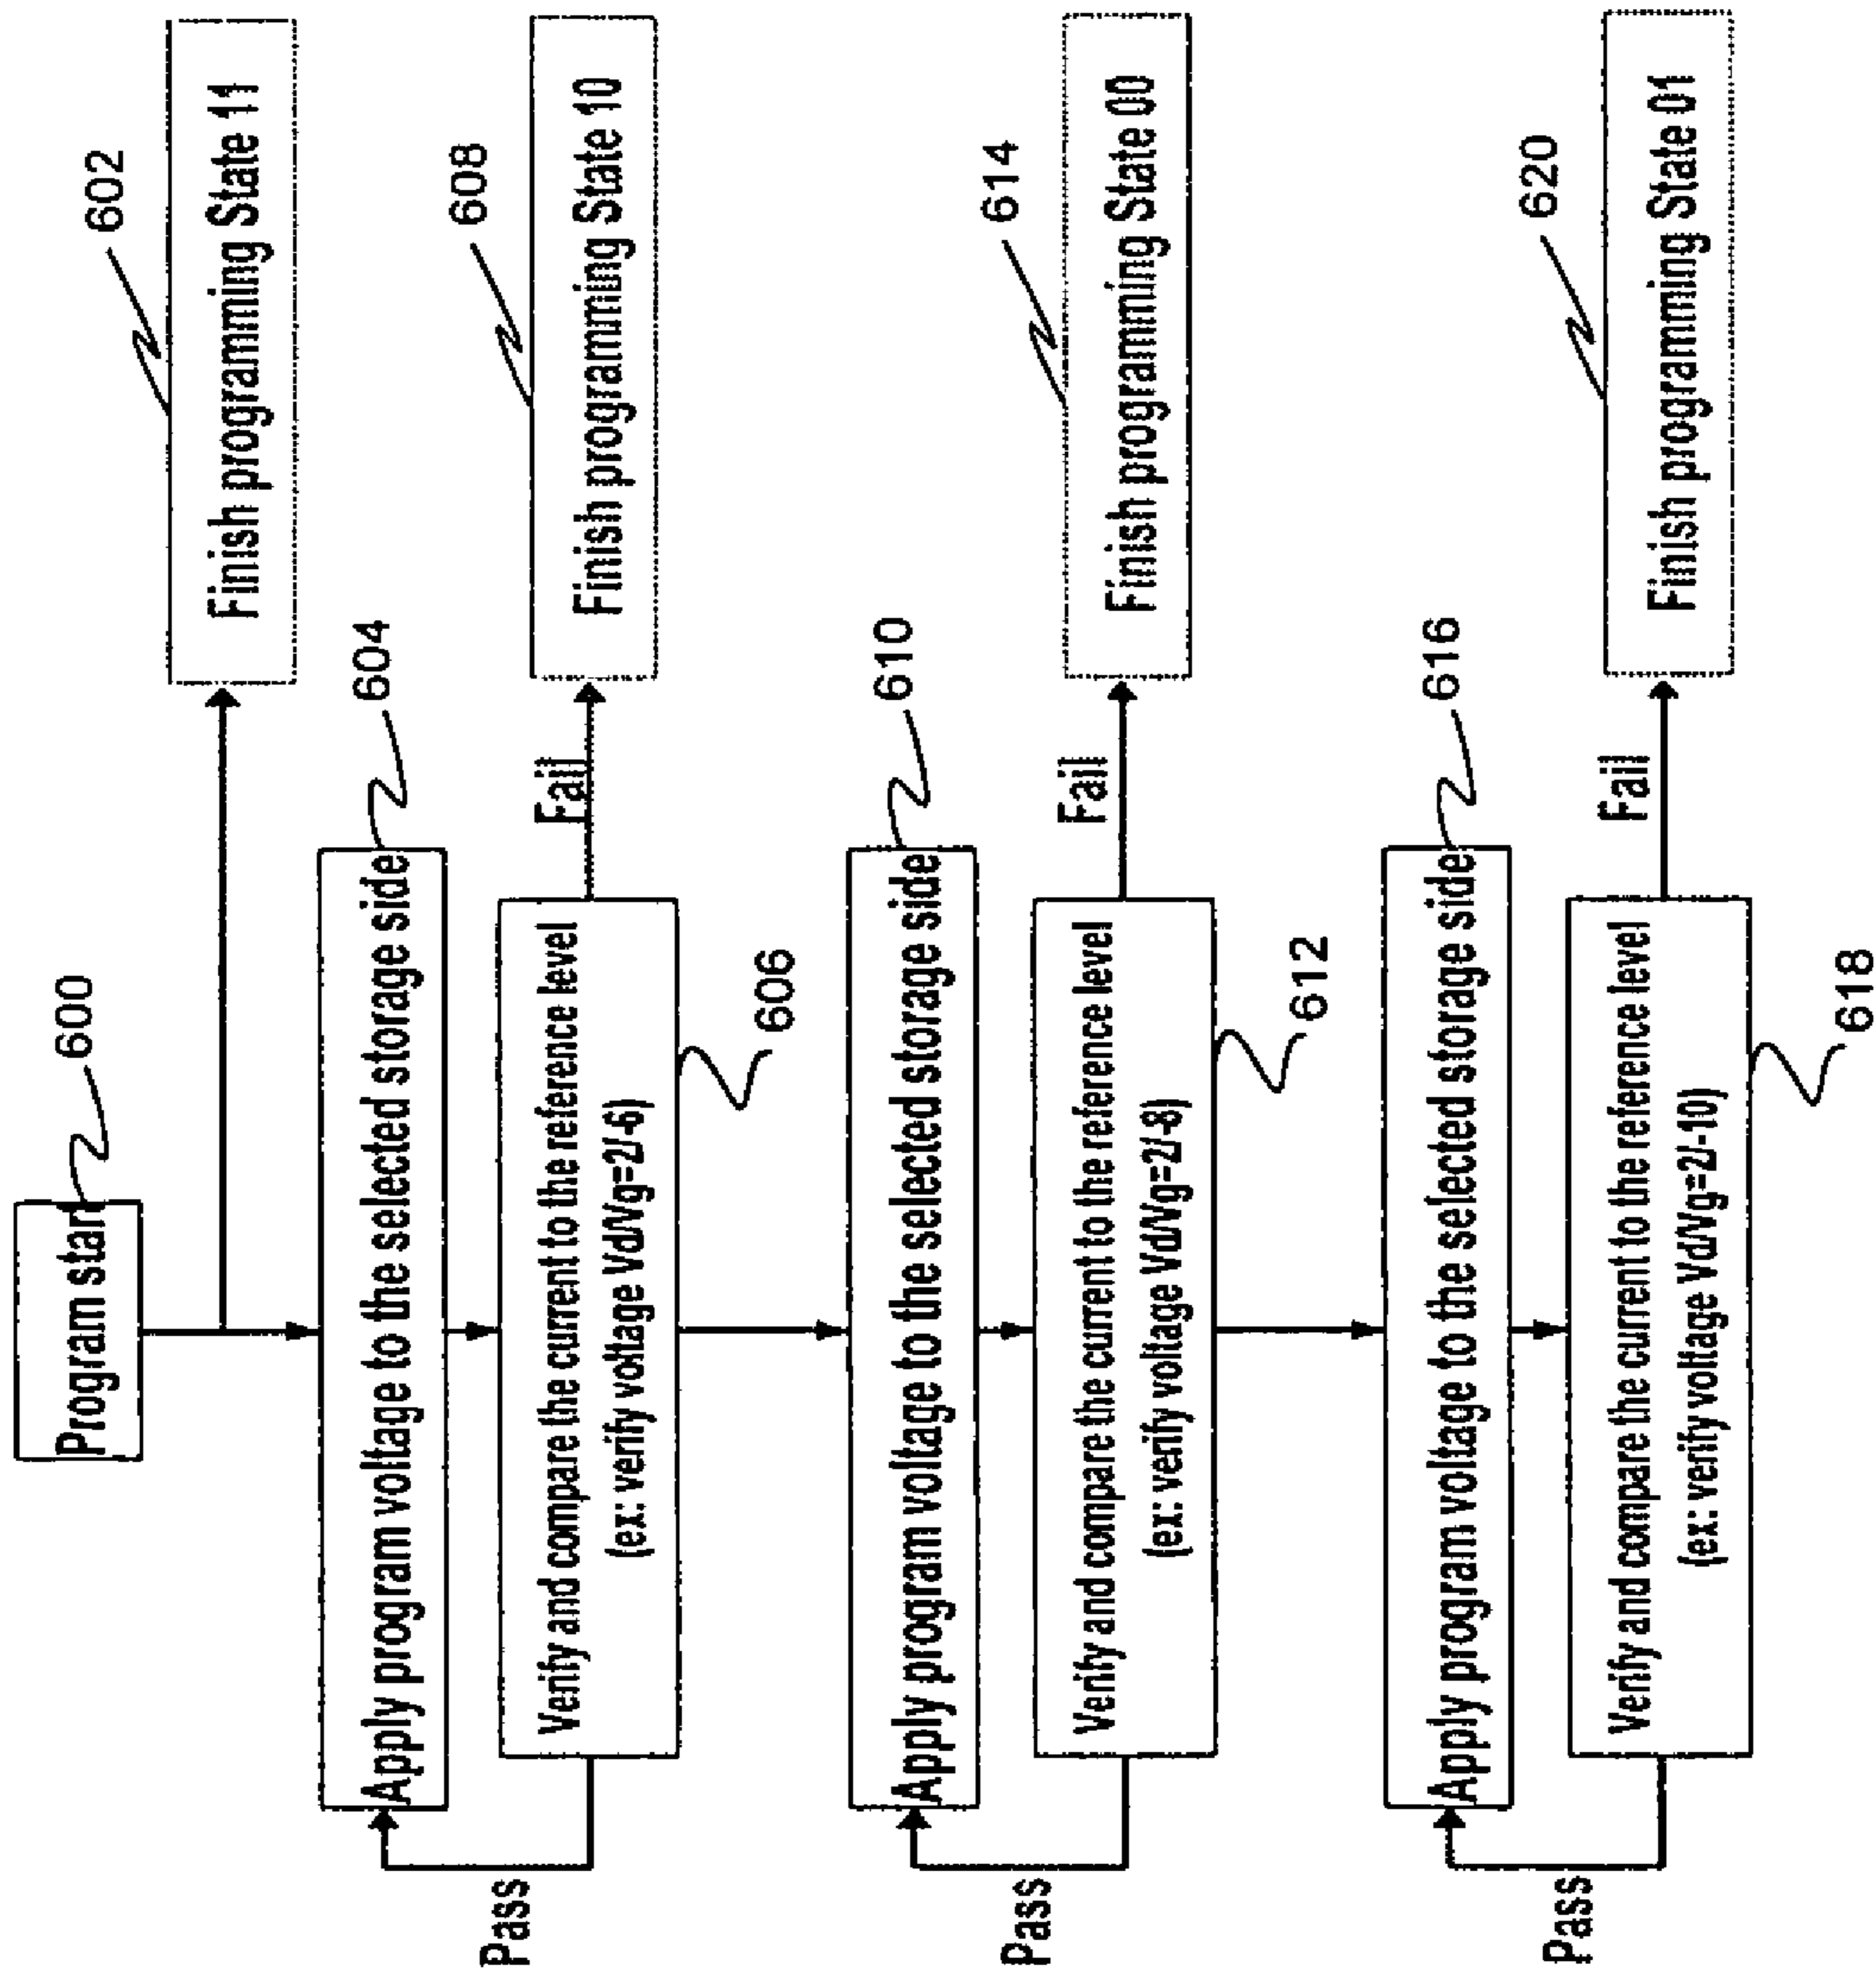 600
Program start
602
Finish programming State 11
604
Apply program voltage to the selected storage side
Pass
Verify and compare the current to the reference level
(ex: verify voltage Vd/Vg=2/-6)
606
Fail
608
Finish programming State 10
610
Apply program voltage to the selected storage side
Pass
Verify and compare the current to the reference level
(ex: verify voltage Vd/Vg=2/-8)
612
Fail
614
Finish programming State 00
616
Apply program voltage to the selected storage side
Pass
Verify and compare the current to the reference level
(ex: verify voltage Vd/Vg=2/-10)
618
Fail
620
Finish programming State 01